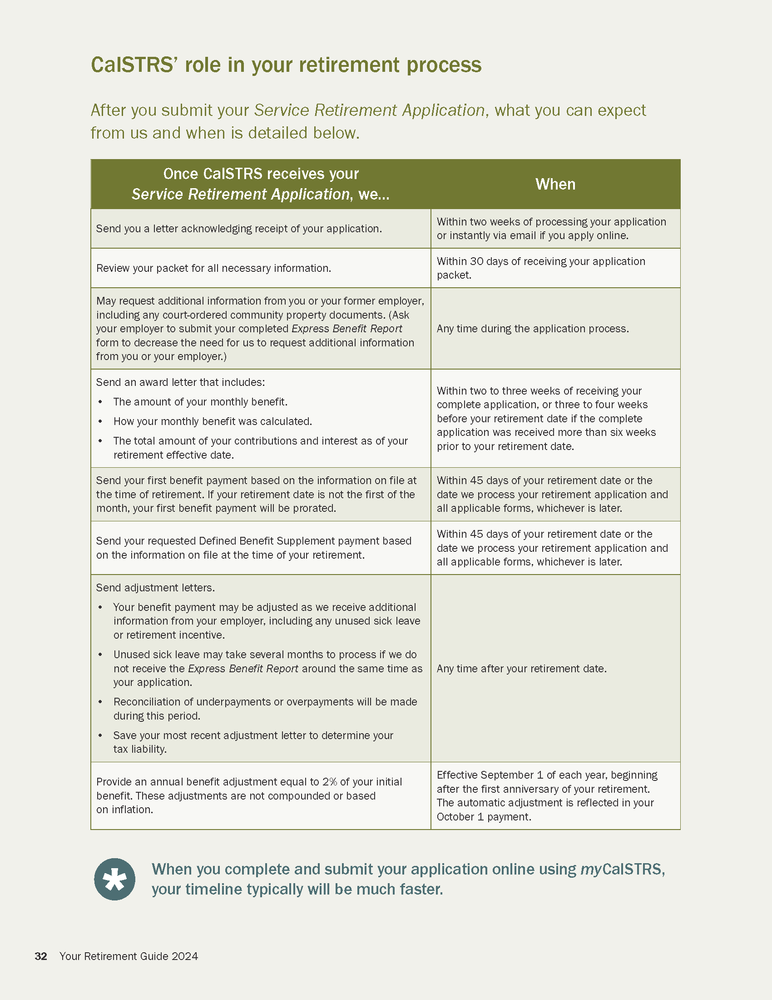 CalSTRS’ role in your retirement process
After you submit your Service Retirement Application, what you can expect
from us and when is detailed below.
Once CalSTRS receives your
Service Retirement Application, we...
When
Send you a letter acknowledging receipt of your application.
Within two weeks of processing your application
or instantly via email if you apply online.
Review your packet for all necessary information.
Within 30 days of receiving your application
packet.
May request additional information from you or your former employer,
including any court-ordered community property documents. (Ask
your employer to submit your completed Express Benefit Report
form to decrease the need for us to request additional information
from you or your employer.)
Any time during the application process.
Send an award letter that includes:
• The amount of your monthly benefit.
• How your monthly benefit was calculated.
• The total amount of your contributions and interest as of your
retirement effective date.
Within two to three weeks of receiving your
complete application, or three to four weeks
before your retirement date if the complete
application was received more than six weeks
prior to your retirement date.
Send your first benefit payment based on the information on file at
the time of retirement. If your retirement date is not the first of the
month, your first benefit payment will be prorated.
Within 45 days of your retirement date or the
date we process your retirement application and
all applicable forms, whichever is later.
Send your requested Defined Benefit Supplement payment based
on the information on file at the time of your retirement.
Within 45 days of your retirement date or the
date we process your retirement application and
all applicable forms, whichever is later.
Send adjustment letters.
• Your benefit payment may be adjusted as we receive additional
information from your employer, including any unused sick leave
or retirement incentive.
• Unused sick leave may take several months to process if we do
not receive the Express Benefit Report around the same time as
your application.
• Reconciliation of underpayments or overpayments will be made
during this period.
• Save your most recent adjustment letter to determine your
tax liability.
Any time after your retirement date.
Provide an annual benefit adjustment equal to 2% of your initial
benefit. These adjustments are not compounded or based
on inflation.
Effective September 1 of each year, beginning
after the first anniversary of your retirement.
The automatic adjustment is reflected in your
October 1 payment.
*
When you complete and submit your application online using myCalSTRS,
your timeline typically will be much faster.
32 Your Retirement Guide 2024